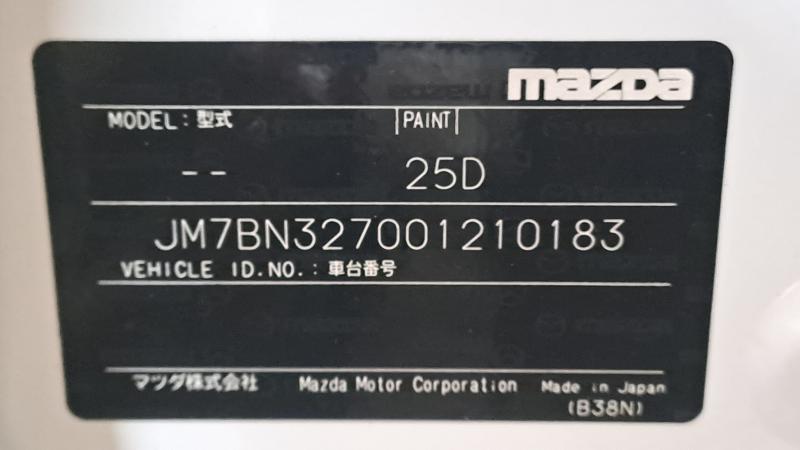 mazda
MODEL: 型式 PAINT
-- 25D
JM7BN327001210183
VEHICLE ID.NO.: 車台番号
マツダ株式会社 Mazda Motor Corporation Made in Japan
(B38N)